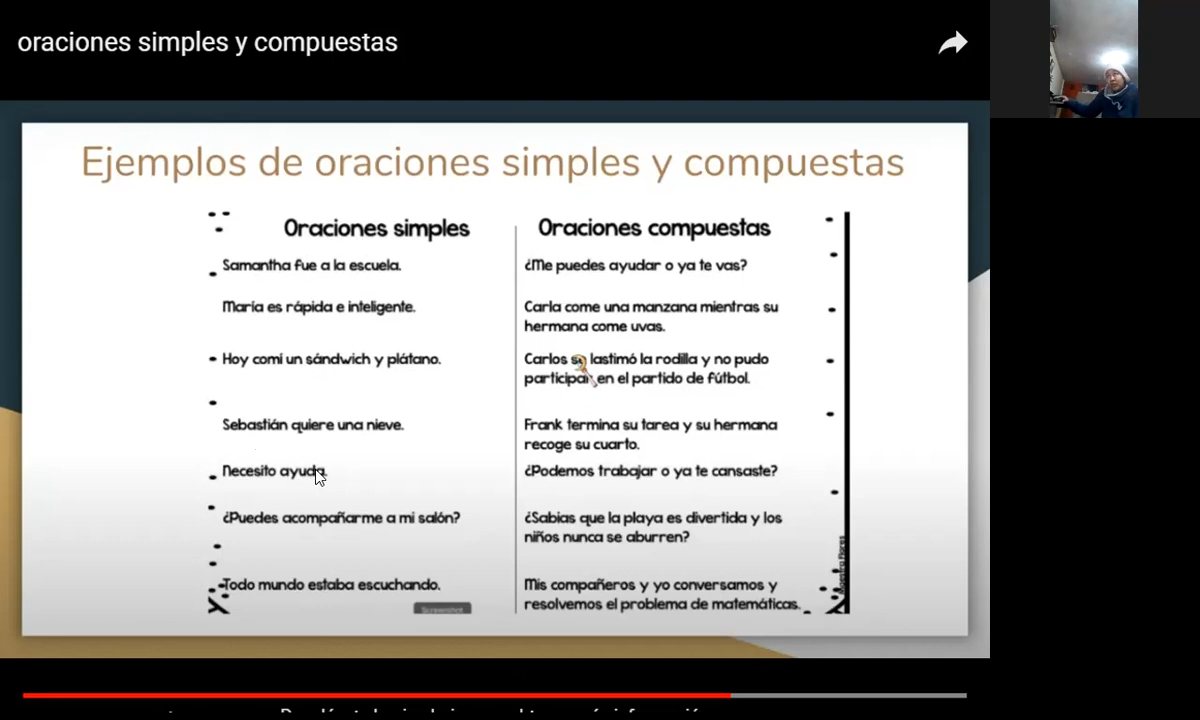 oraciones simples y compuestas
Ejemplos de oraciones simples y compuestas
Oraciones simples
Samantha fue a la escuela.
María es rápida e inteligente.
Hoy comí un sándwich y plátano.
Sebastián quiere una nieve.
Necesito ayuda.
¿Puedes acompañarme a mi salón?
Todo mundo estaba escuchando.
Screenshot
Oraciones compuestas
¿Me puedes ayudar o ya te vas?
Carla come una manzana mientras su
hermana come uvas.
Carlos se lastimó la rodilla y no pudo
participar en el partido de fútbol.
Frank termina su tarea y su hermana
recoge su cuarto.
¿Podemos trabajar o ya te cansaste?
¿Sabias que la playa es divertida y los
niños nunca se aburren?
Mis compañeros y yo conversamos y
resolvemos el problema de matemáticas.
Maestra Flores